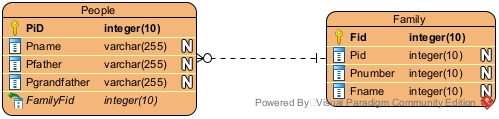 People
PiD integer(10)
Pname varchar(255) N
Pfather varchar(255) N
Pgrandfather varchar(255) N
FamilyFid integer(10)
Family
Fid integer(10)
Pid integer(10) N
Pnumber integer(10) N
Fname integer(10) N
Powered By Visual Paradigm Community Edition